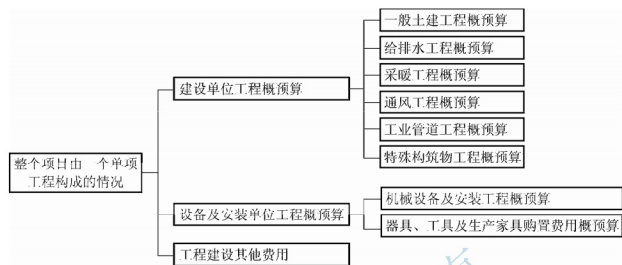 一般土建工程概预算
给排水工程概预算
建设单位工程概预算
采暖工程概预算
通风工程概预算
工业管道工程概预算
特殊构筑物工程概预算
整个项目由一个单项
工程构成的情况
机械设备及安装工程概预算
设备及安装单位工程概预算
器具、工具及生产家具购置费用概预算
工程建设其他费用